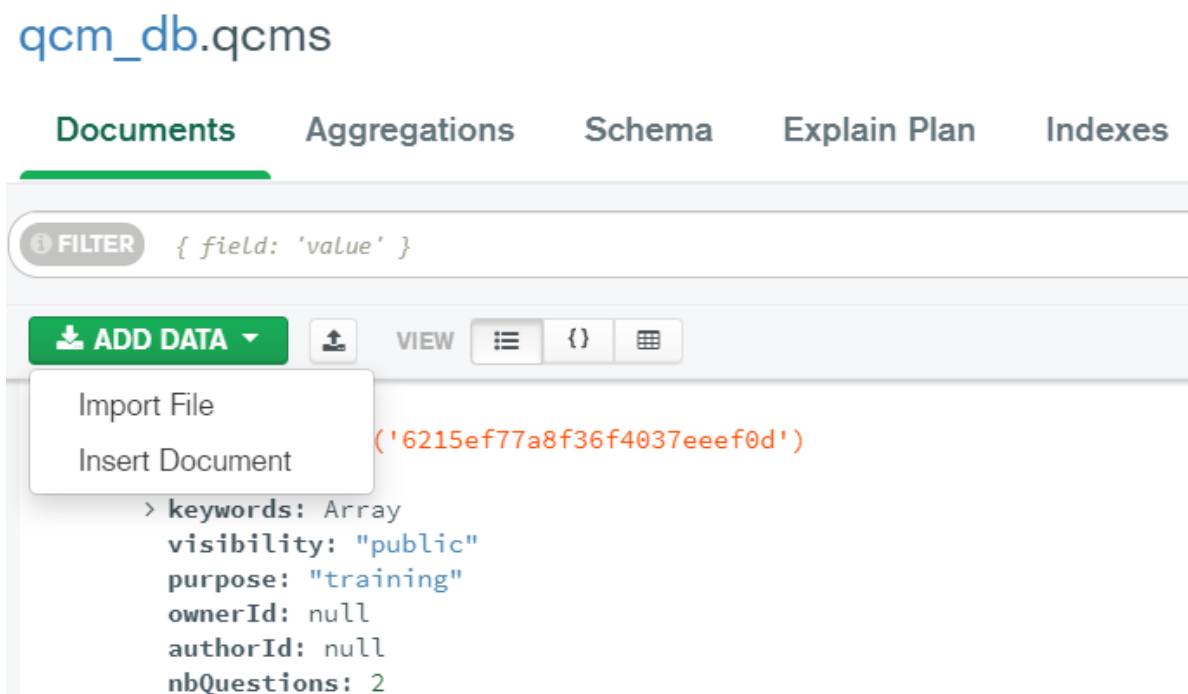 qcm_db.qcms
Documents Aggregations Schema Explain Plan Indexes
FILTER { field: 'value' }
ADD DATA VIEW {}
Import File
('6215ef77a8f36f4037eeef0d')
Insert Document
> keywords: Array
visibility: "public"
purpose: "training"
ownerId: null
authorId: null
nbQuestions: 2